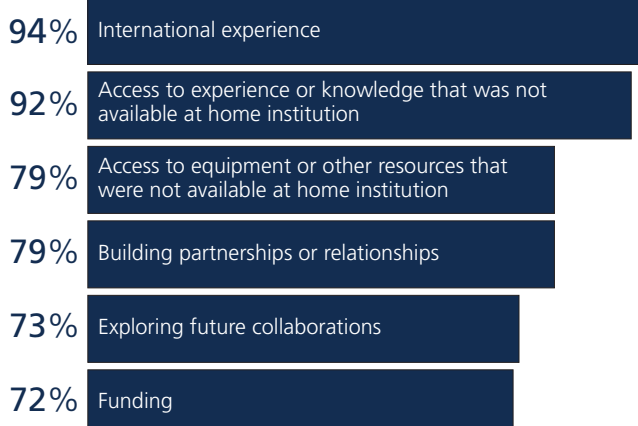 94% International experience
92% Access to experience or knowledge that was not
available at home institution
79% Access to equipment or other resources that
were not available at home institution
79% Building partnerships or relationships
73% Exploring future collaborations
72% Funding